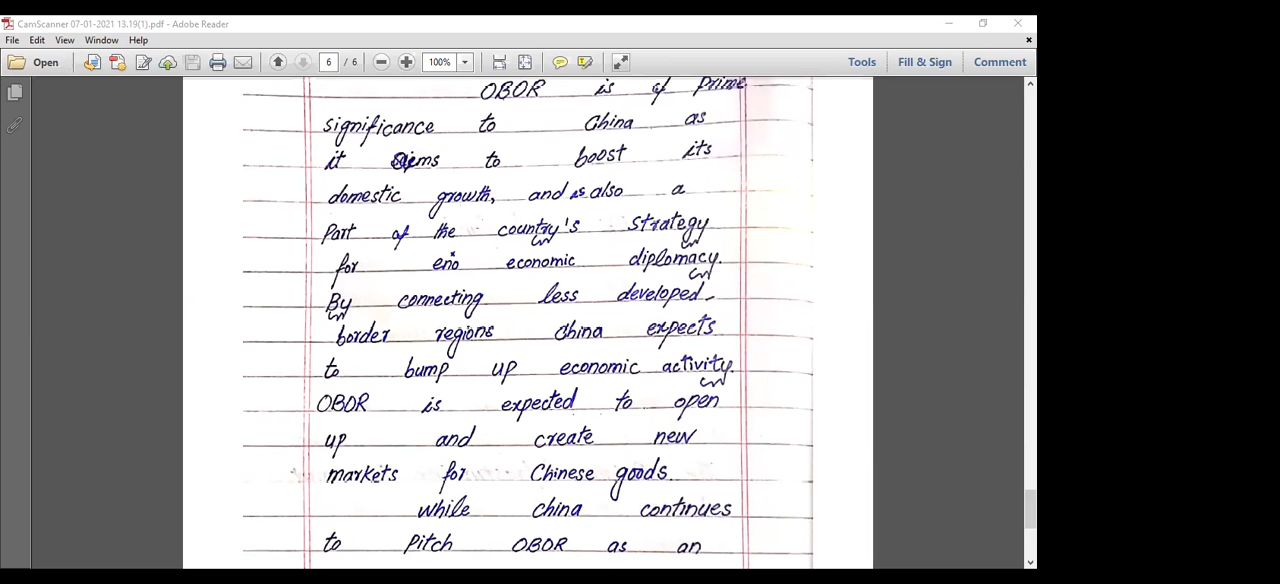 CamScanner 07-01-2021 13.19(1).pdf - Adobe Reader
File Edit View Window Help
Open 6 / 6 100% Tools Fill & Sign Comment
OBOR is of Prime
significance to China as
it aims to boost its
domestic growth, and is also a
Part of the country's strategy
for eno economic diplomacy.
By connecting less developed
border regions China expects
to bump up economic activity.
OBOR is expected to open
up and create new
markets for Chinese goods.
while china continues
to Pitch OBOR as an